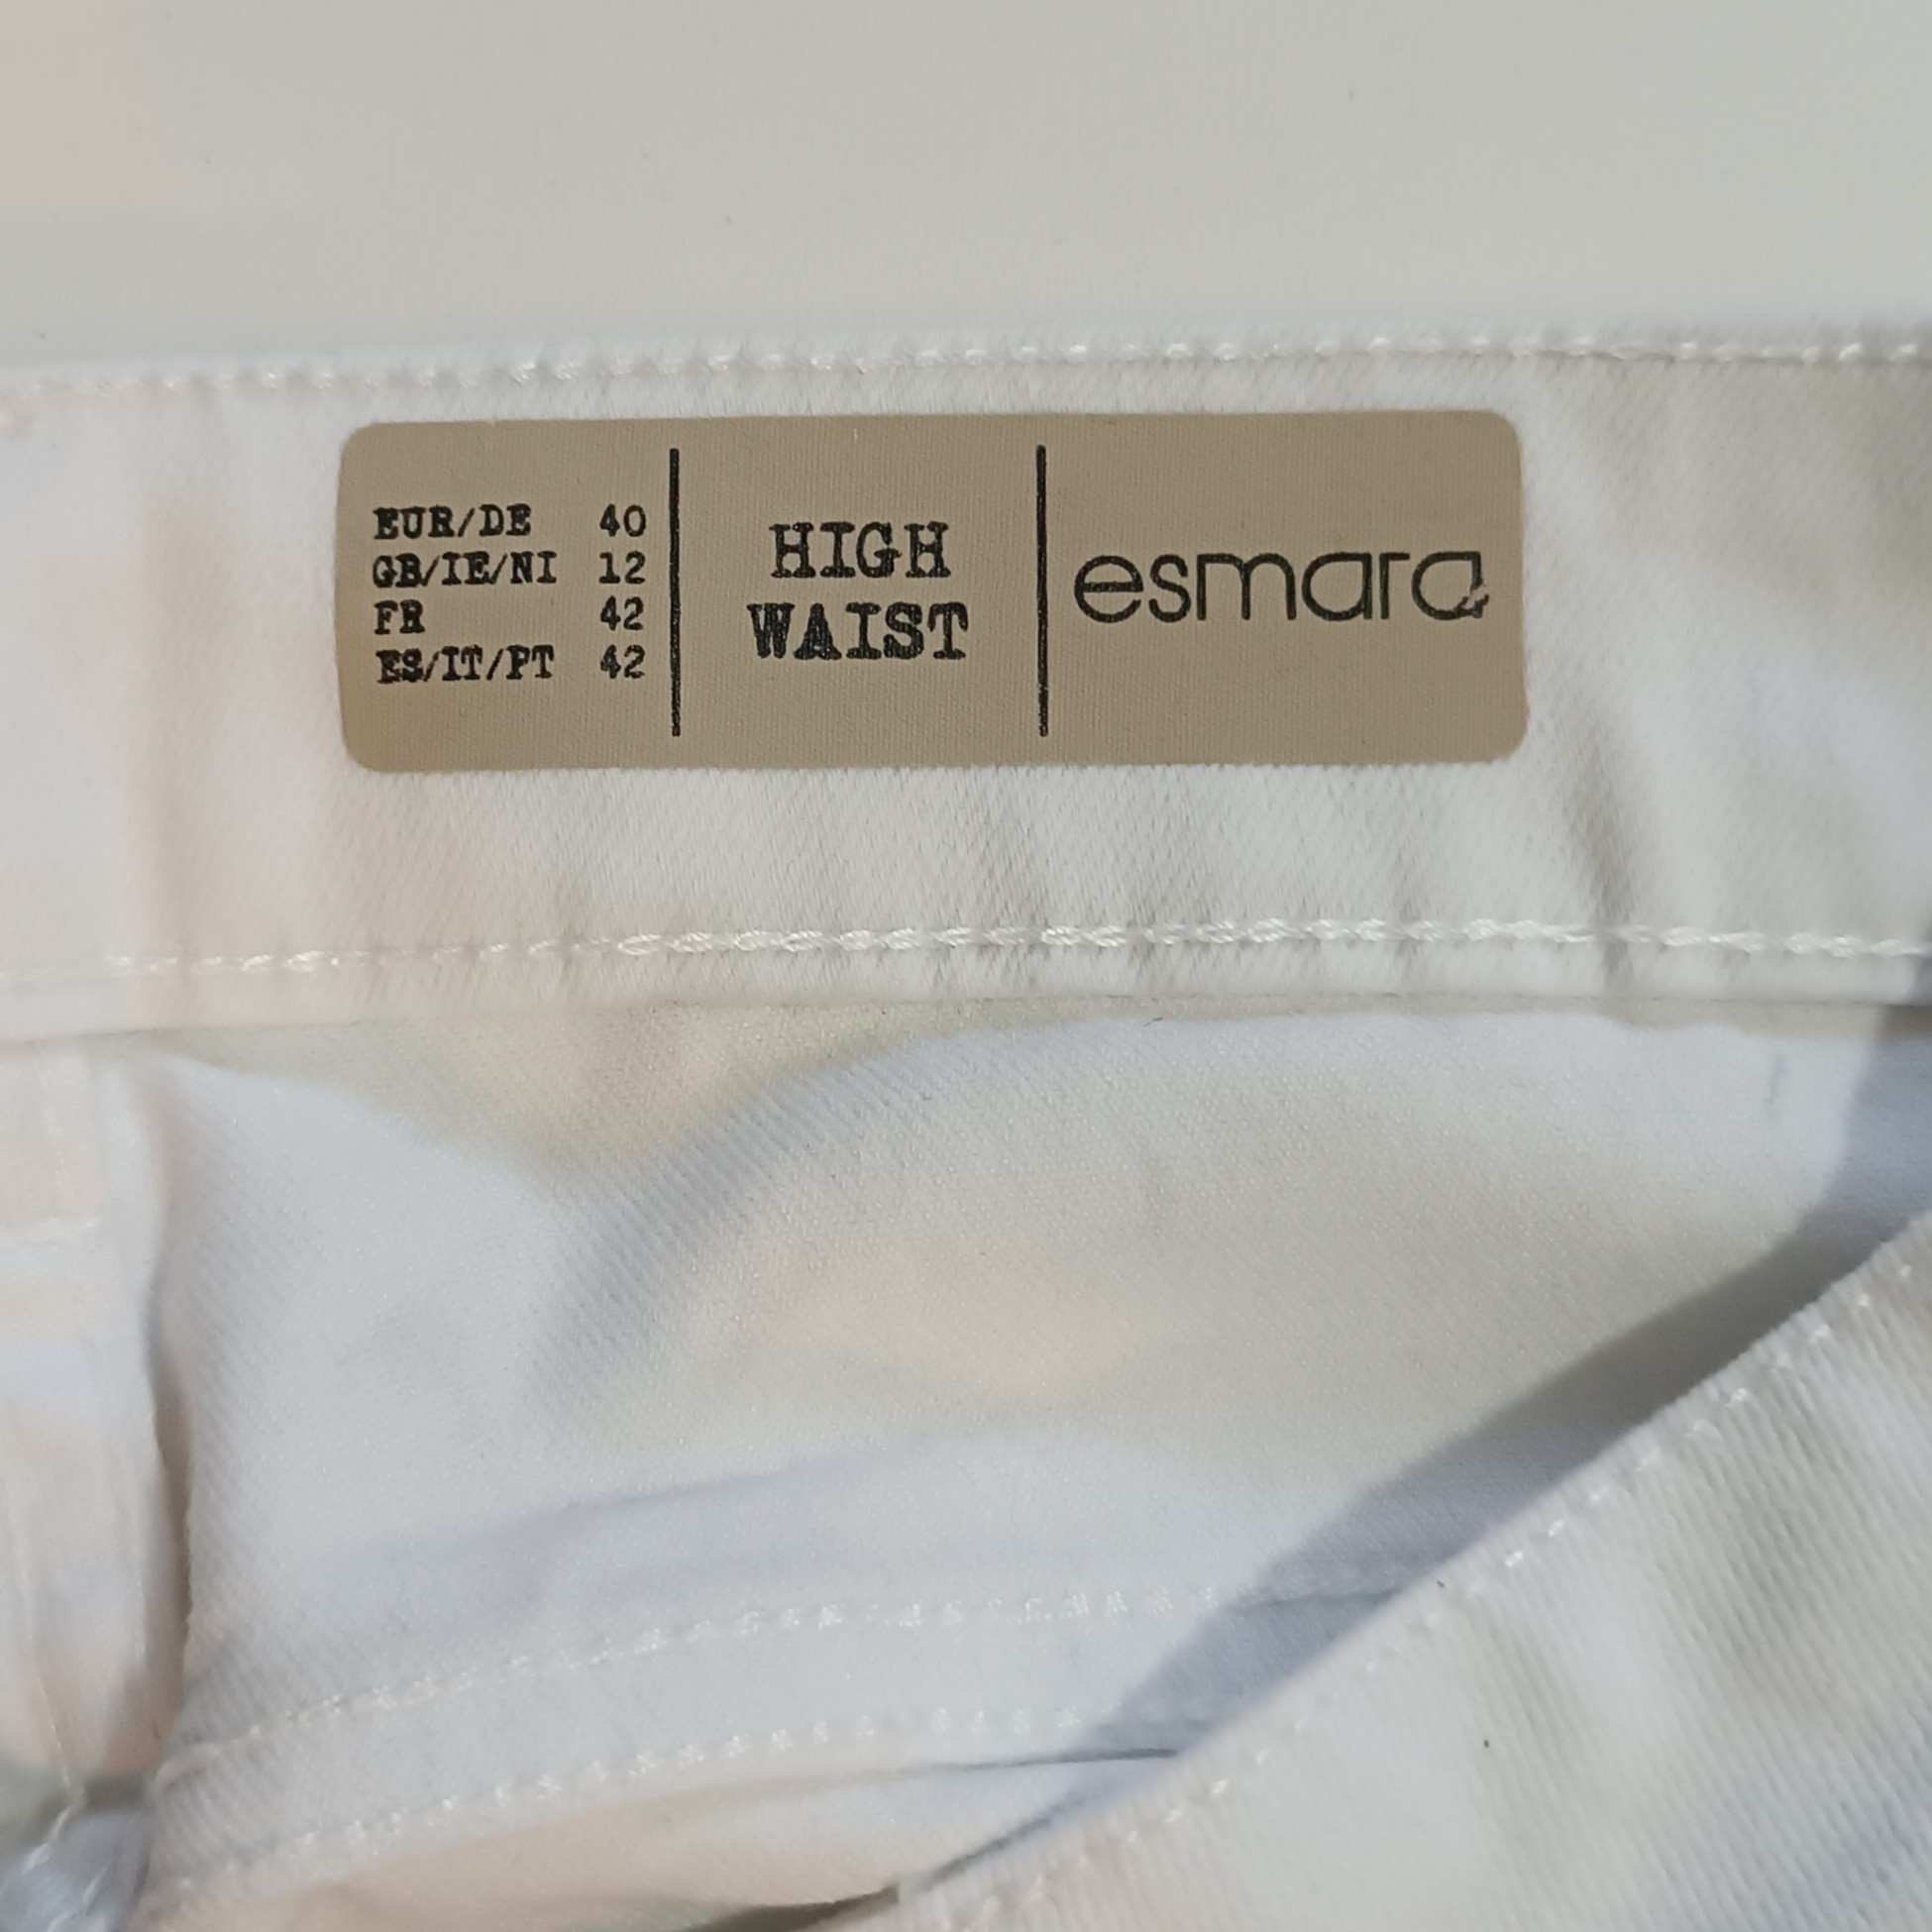 EUR/DE 40
GB/IE/NI 12
FR 42
ES/IT/PT 42
HIGH
WAIST
esmara